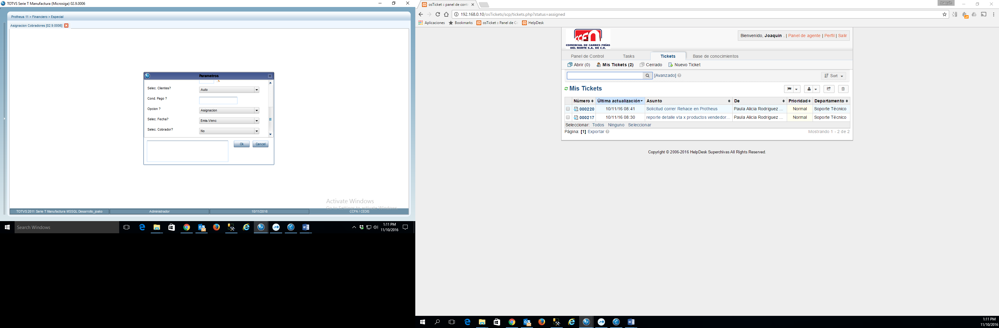 TOTVS Serie T Manufactura (Microsiga) 02.9.0006
Protheus 11 > Financiero > Especial
Asignacion Cobradores [02.9.0006]
Parametros
Selec. Clientes? Auto
Cond. Pago ?
Opcion ? Asignacion
Selec. Fecha? Emis-Venc
Selec. Cobrador? No
Ok Cancel
Activate Windows
Go to Settings to activate Windows.
TOTVS 2011 Serie T Manufactura MSSQL Desarrollo_joako Administrador 10/11/2016 CCFN / CEDIS
Search Windows
1:11 PM
11/10/2016
osTicket :: panel de contr
Joaquin
192.168.0.10/osTickets/scp/tickets.php?status=assigned
Aplicaciones Bookmarks osTicket :: Panel de Co HelpDesk
CCFN
COMERCIAL DE CARNES FRÍAS
DEL NORTE S.A. DE C.V.
Bienvenido, Joaquin . | Panel de agente | Perfil | Salir
Panel de Control Tasks Tickets Base de conocimientos
Abrir (0) Mis Tickets (2) Cerrado Nuevo Ticket
[Avanzado] Sort
Mis Tickets
Número Última actualización Asunto De Prioridad Departamento
000220 10/11/16 08:41 Solicitud correr Rehace en Protheus Paula Alicia Rodriguez ... Normal Soporte Técnico
000217 10/11/16 08:30 reporte detalle vta x productos vendedor... Paula Alicia Rodriguez ... Normal Soporte Técnico
Seleccionar: Todos Ninguno Seleccionar
Página: [1] Exportar Mostrando 1 - 2 de 2
Copyright © 2006-2016 HelpDesk Superchivas All Rights Reserved.
1:11 PM
11/10/2016